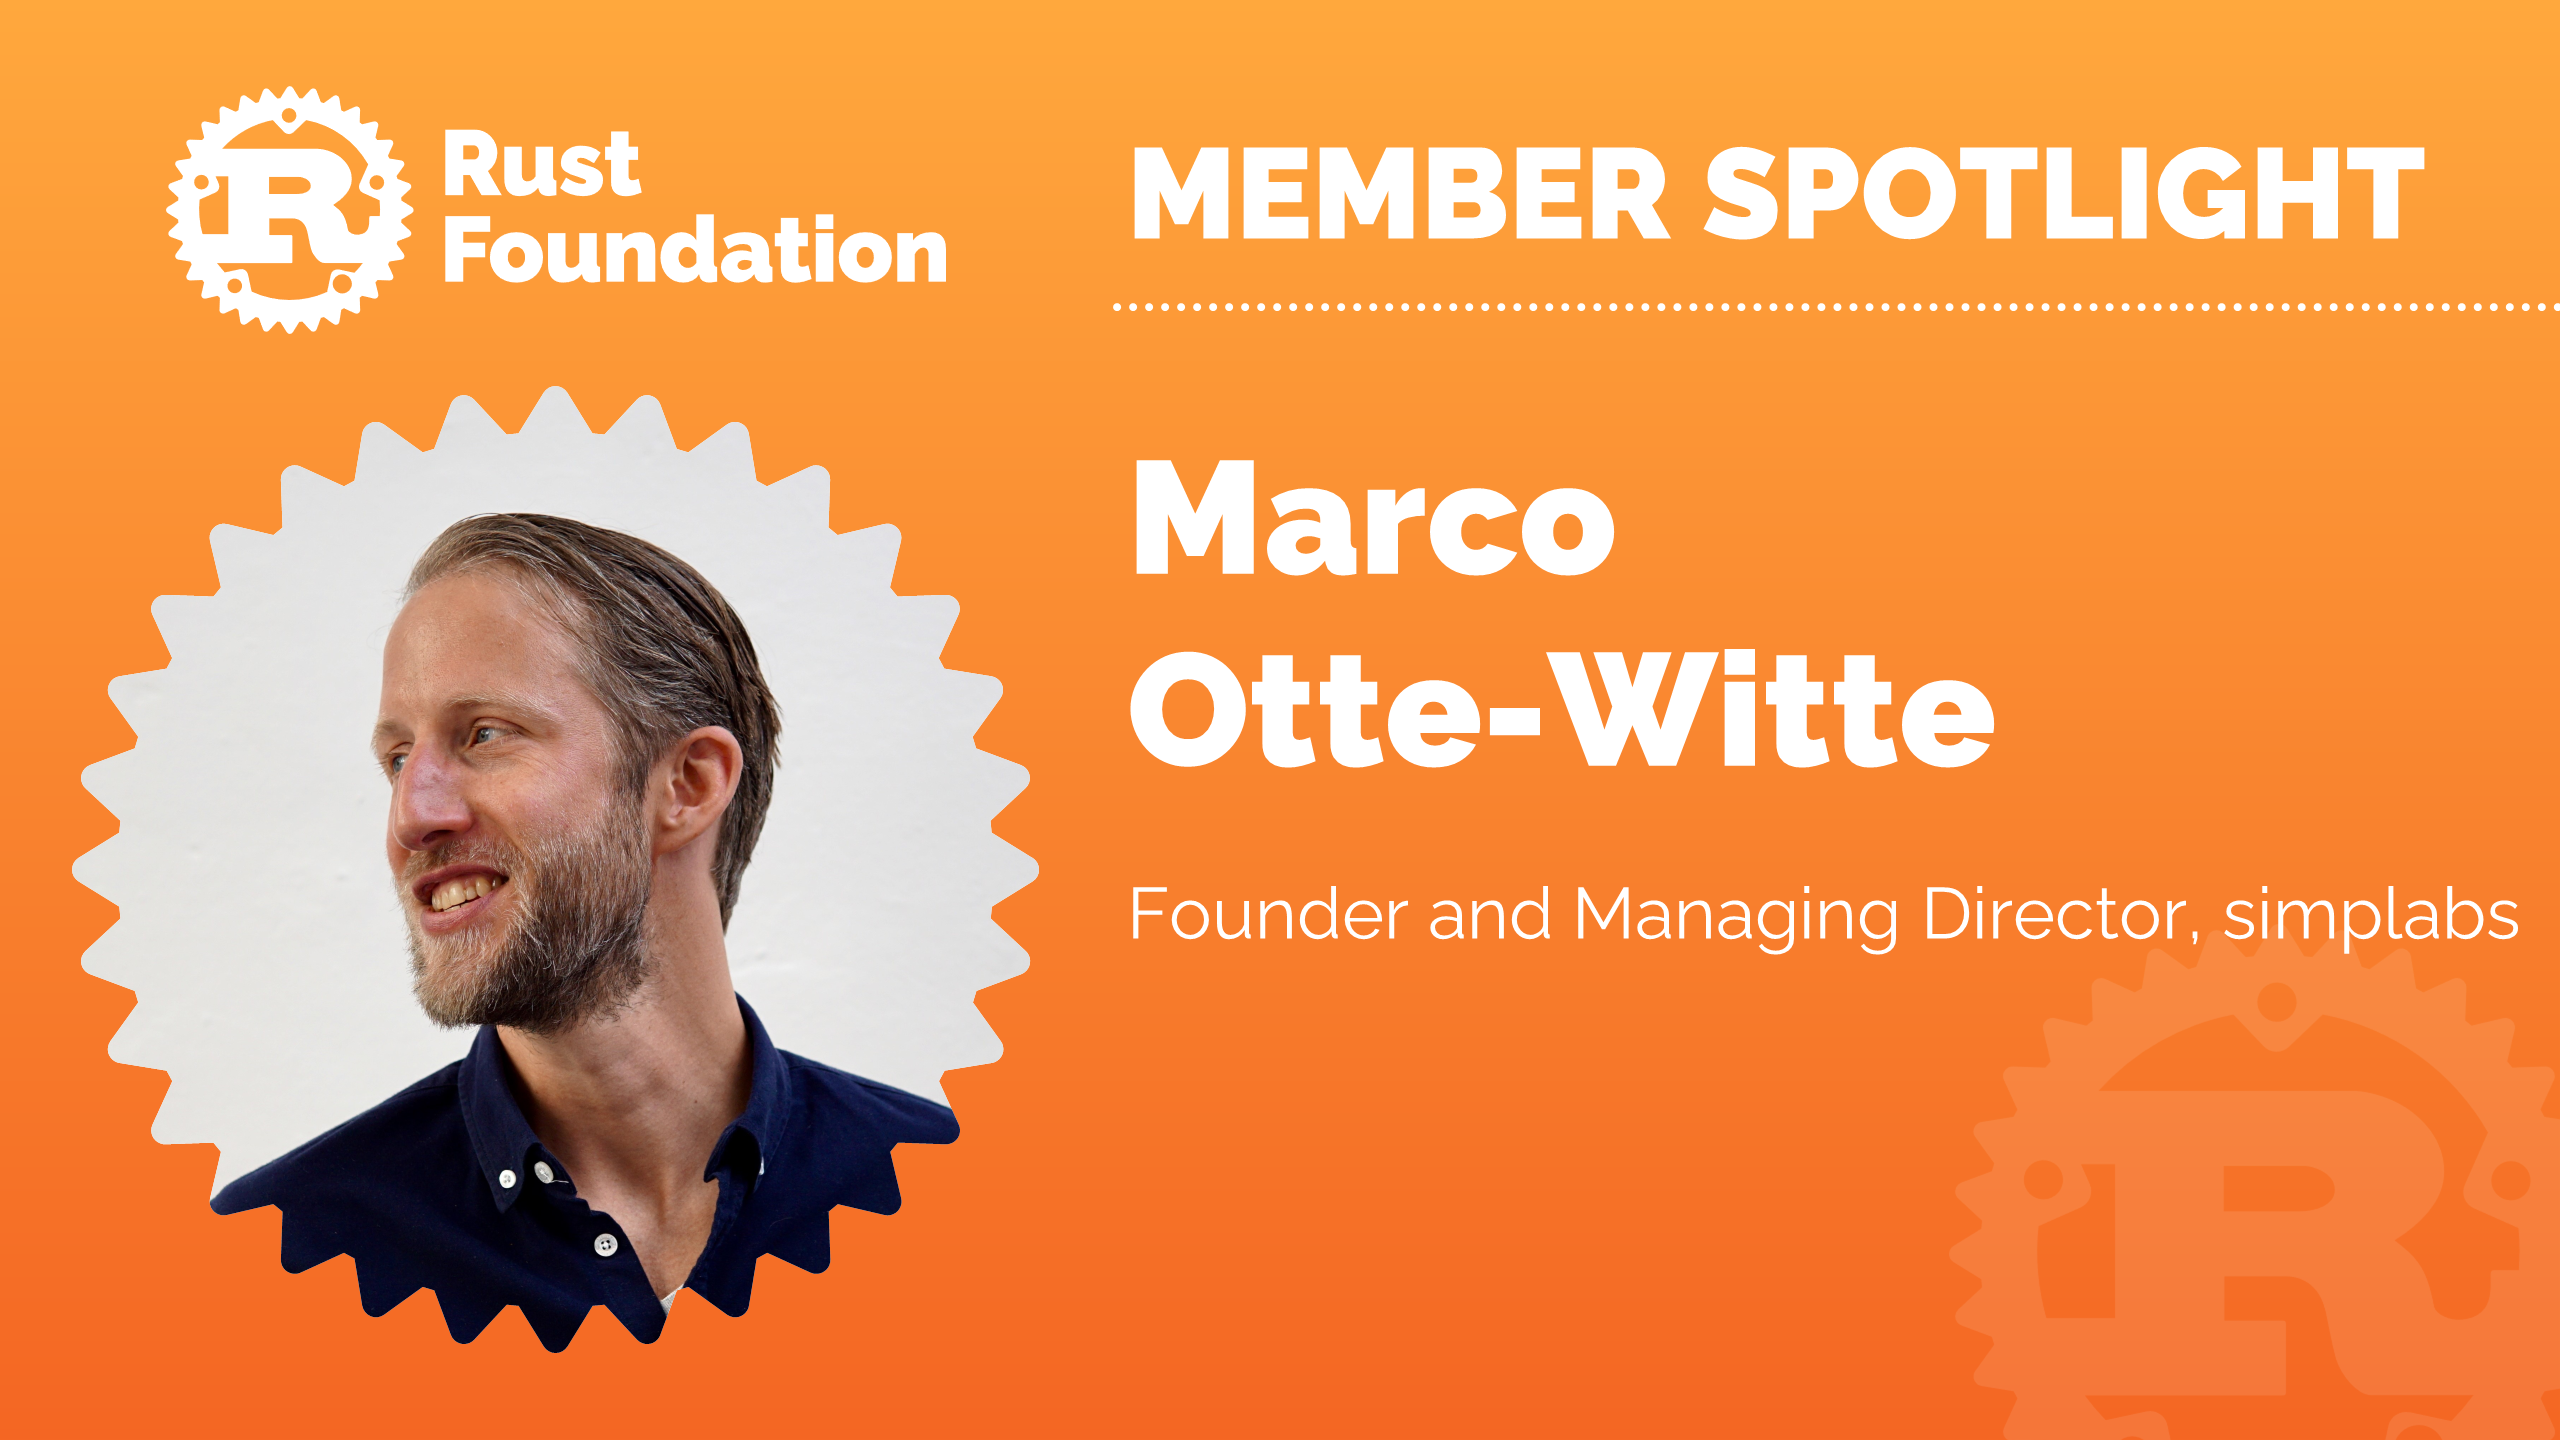 Rust
Foundation
MEMBER SPOTLIGHT
Marco
Otte-Witte
Founder and Managing Director, simplabs